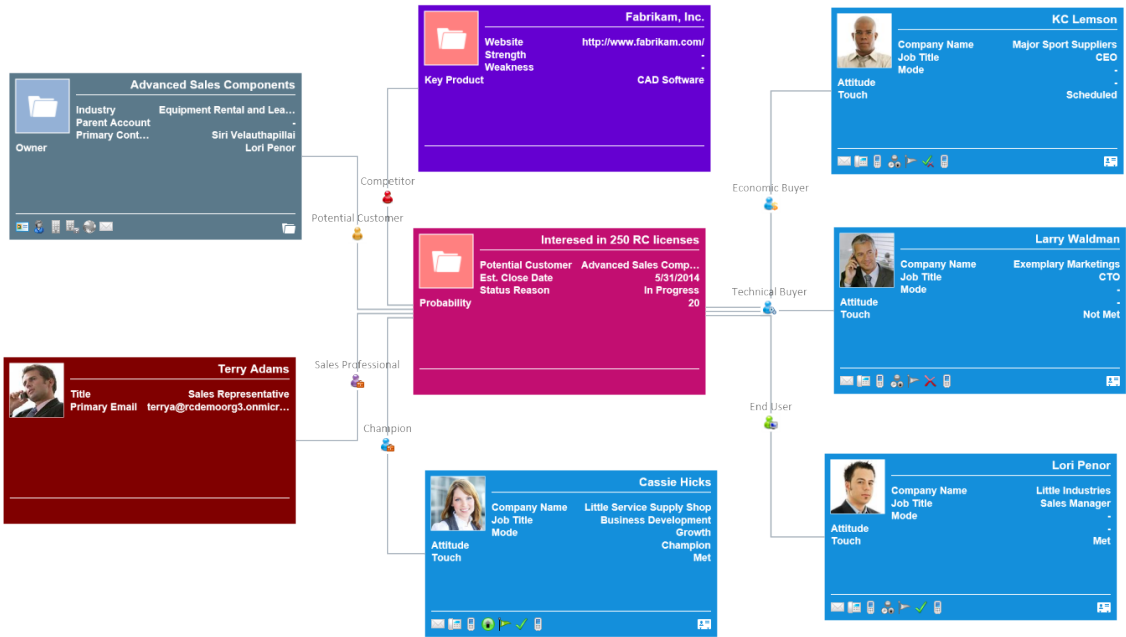 Fabrikam, Inc.
Website http://www.fabrikam.com/
Strength -
Weakness -
Key Product CAD Software
KC Lemson
Company Name Major Sport Suppliers
Job Title CEO
Mode -
Attitude -
Touch Scheduled
Advanced Sales Components
Industry Equipment Rental and Lea...
Parent Account -
Primary Cont... Siri Velauthapillai
Owner Lori Penor
Competitor
Potential Customer
Economic Buyer
Interesed in 250 RC licenses
Potential Customer Advanced Sales Comp...
Est. Close Date 5/31/2014
Status Reason In Progress
Probability 20
Technical Buyer
Larry Waldman
Company Name Exemplary Marketings
Job Title CTO
Mode -
Attitude -
Touch Not Met
Terry Adams
Title Sales Representative
Primary Email terrya@rcdemoorg3.onmicr...
Sales Professional
Champion
End User
Cassie Hicks
Company Name Little Service Supply Shop
Job Title Business Development
Mode Growth
Attitude Champion
Touch Met
Lori Penor
Company Name Little Industries
Job Title Sales Manager
Mode -
Attitude -
Touch Met